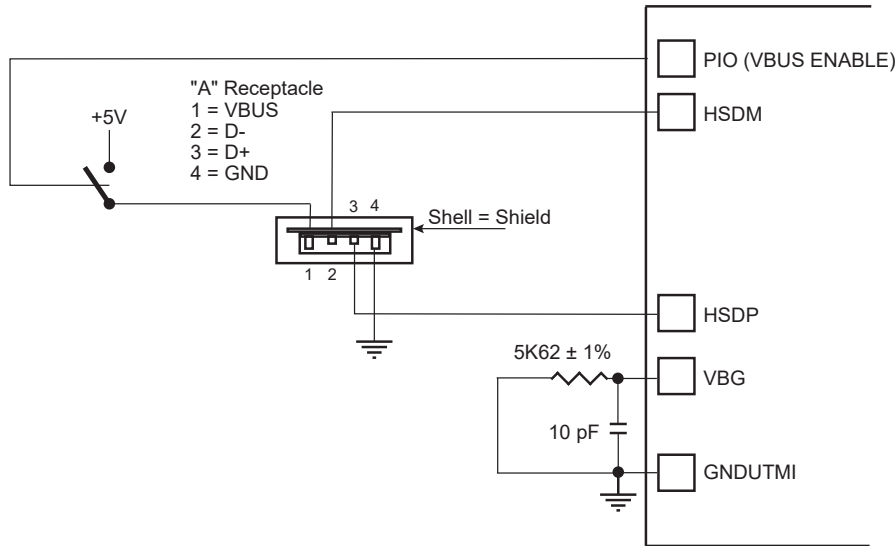 PIO (VBUS ENABLE)
"A" Receptacle
1 = VBUS
2 = D-
3 = D+
4 = GND
+5V
HSDM
3 4
Shell = Shield
1 2
HSDP
5K62 ± 1%
VBG
10 pF
GNDUTMI